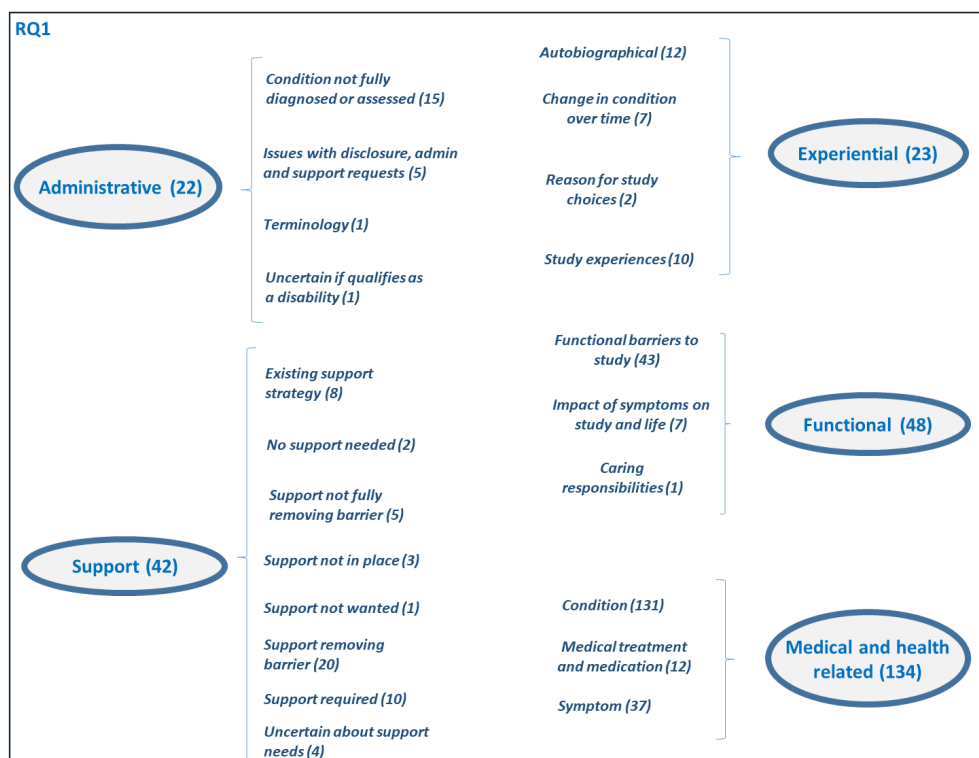 RQ1
Administrative (22)
Condition not fully
diagnosed or assessed (15)
Issues with disclosure, admin
and support requests (5)
Terminology (1)
Uncertain if qualifies as
a disability (1)
Autobiographical (12)
Change in condition
over time (7)
Reason for study
choices (2)
Study experiences (10)
Experiential (23)
Support (42)
Existing support
strategy (8)
No support needed (2)
Support not fully
removing barrier (5)
Support not in place (3)
Support not wanted (1)
Support removing
barrier (20)
Support required (10)
Uncertain about support
needs (4)
Functional barriers to
study (43)
Impact of symptoms on
study and life (7)
Caring
responsibilities (1)
Functional (48)
Condition (131)
Medical treatment
and medication (12)
Symptom (37)
Medical and health
related (134)